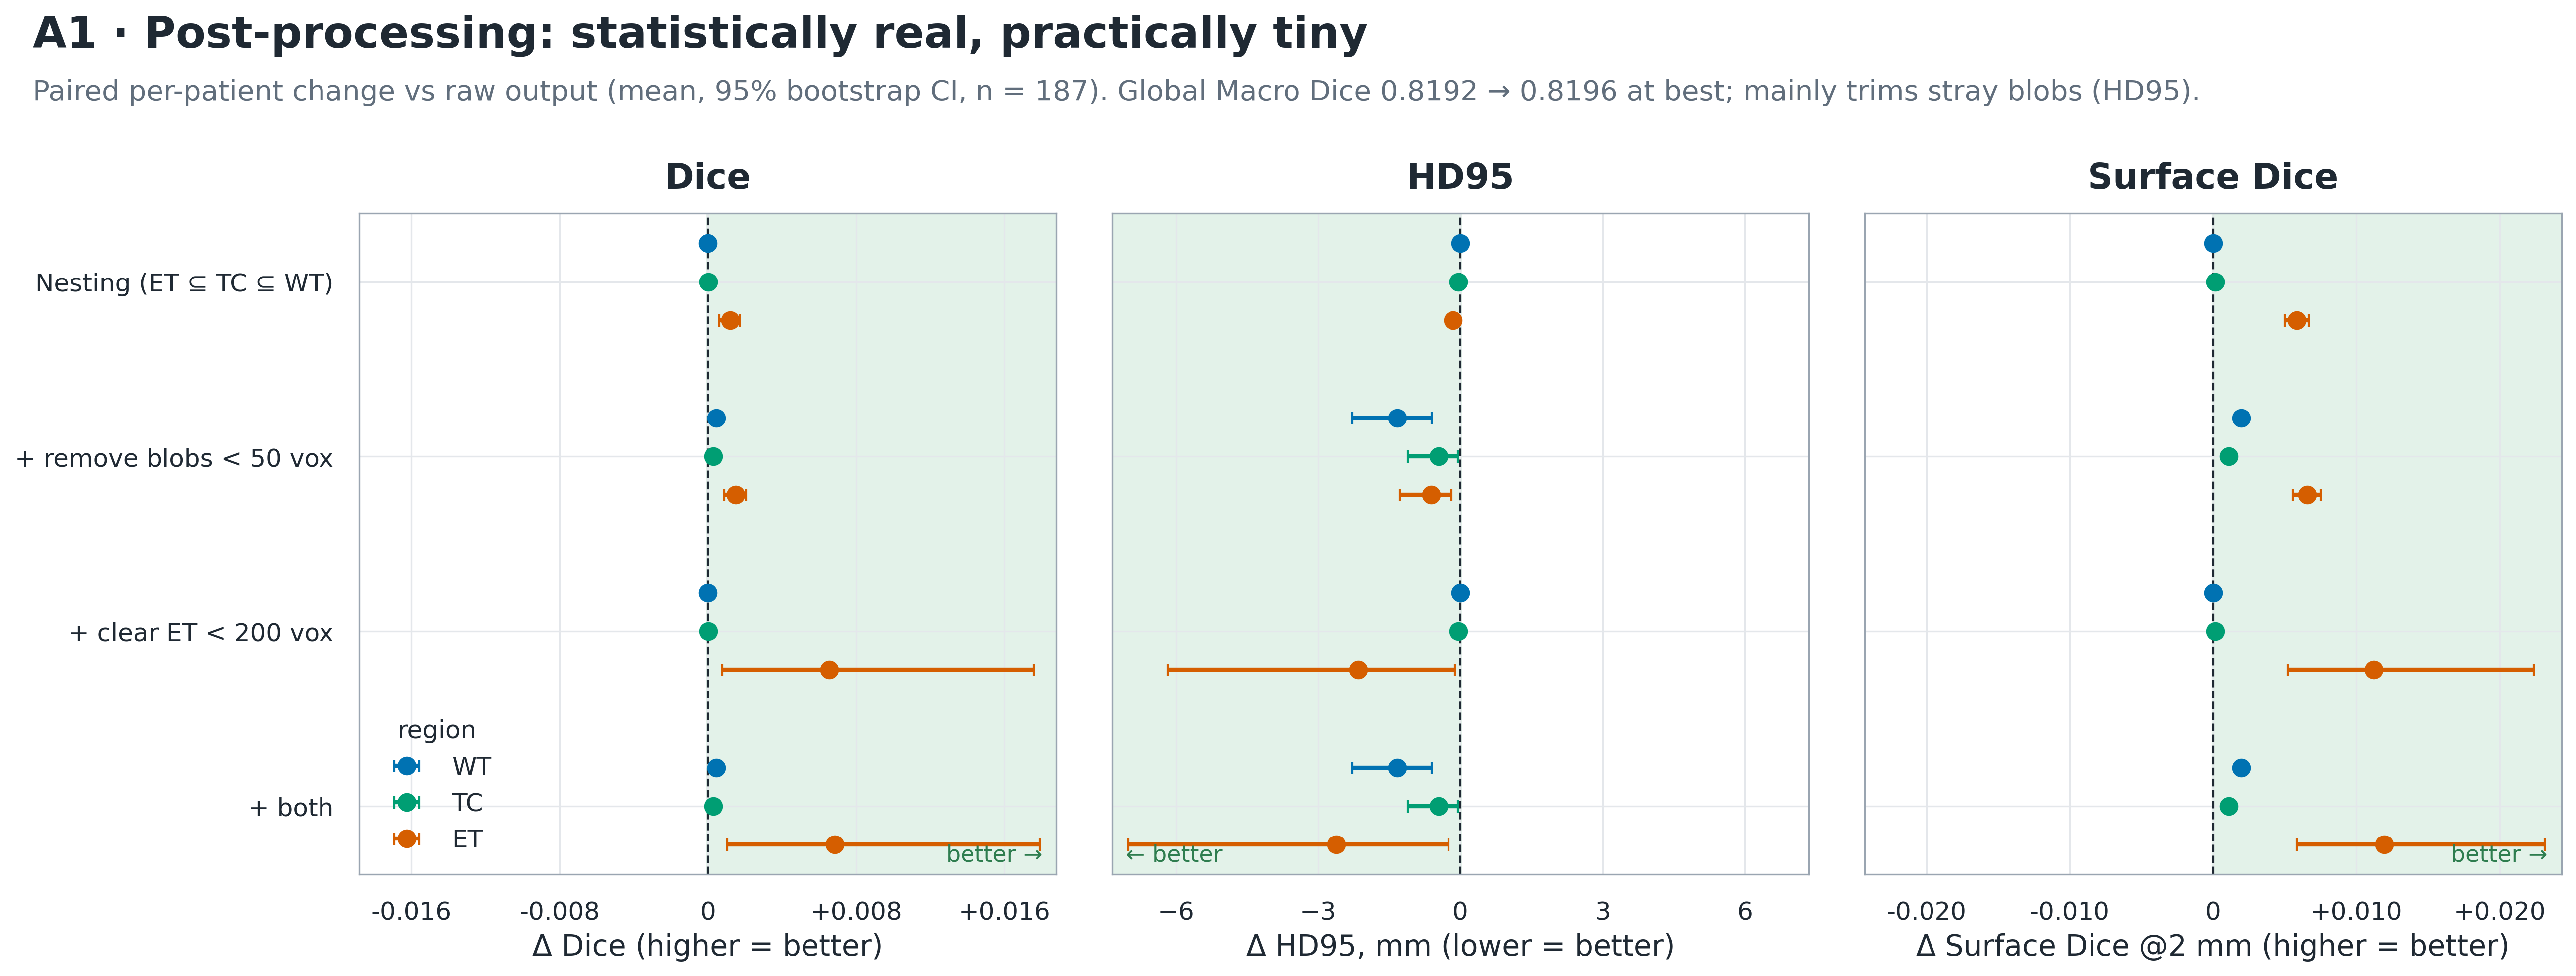 A1 · Post-processing: statistically real, practically tiny
Paired per-patient change vs raw output (mean, 95% bootstrap CI, n = 187). Global Macro Dice 0.8192 → 0.8196 at best; mainly trims stray blobs (HD95).
Dice
HD95
Surface Dice
Nesting (ET ⊆ TC ⊆ WT)
+ remove blobs < 50 vox
+ clear ET < 200 vox
+ both
region
WT
TC
ET
better →
← better
better →
-0.016 -0.008 0 +0.008 +0.016
−6 −3 0 3 6
-0.020 -0.010 0 +0.010 +0.020
Δ Dice (higher = better)
Δ HD95, mm (lower = better)
Δ Surface Dice @2 mm (higher = better)